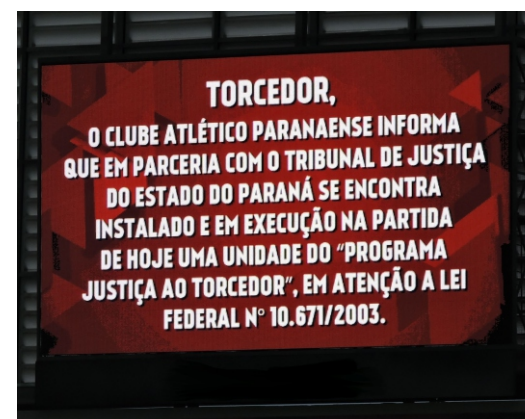 TORCEDOR,
O CLUBE ATLÉTICO PARANAENSE INFORMA
QUE EM PARCERIA COM O TRIBUNAL DE JUSTIÇA
DO ESTADO DO PARANÁ SE ENCONTRA
INSTALADO E EM EXECUÇÃO NA PARTIDA
DE HOJE UMA UNIDADE DO "PROGRAMA
JUSTIÇA AO TORCEDOR", EM ATENÇÃO A LEI
FEDERAL N° 10.671/2003.